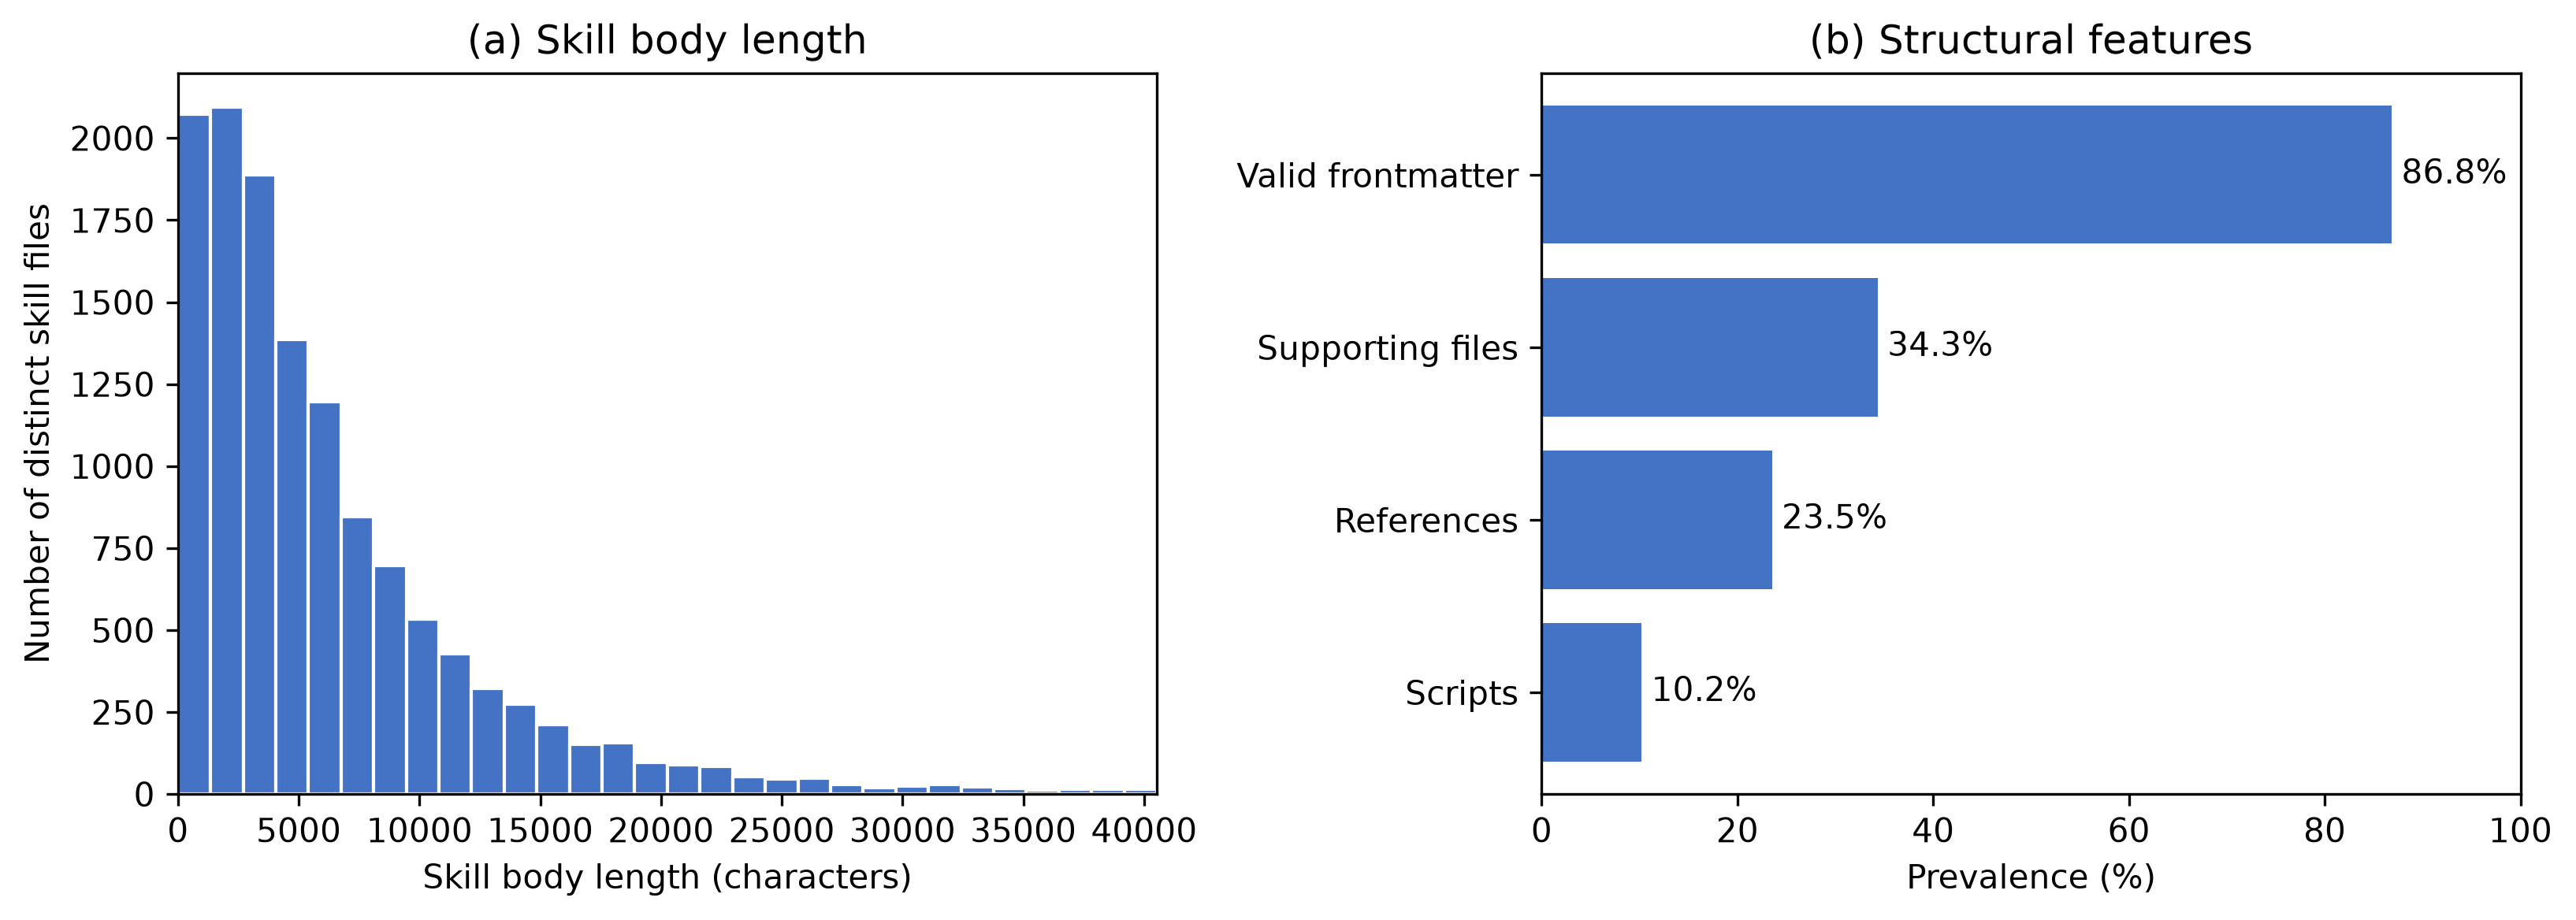 (a) Skill body length
Number of distinct skill files
2000
1750
1500
1250
1000
750
500
250
0
0 5000 10000 15000 20000 25000 30000 35000 40000
Skill body length (characters)
(b) Structural features
Valid frontmatter 86.8%
Supporting files 34.3%
References 23.5%
Scripts 10.2%
0 20 40 60 80 100
Prevalence (%)